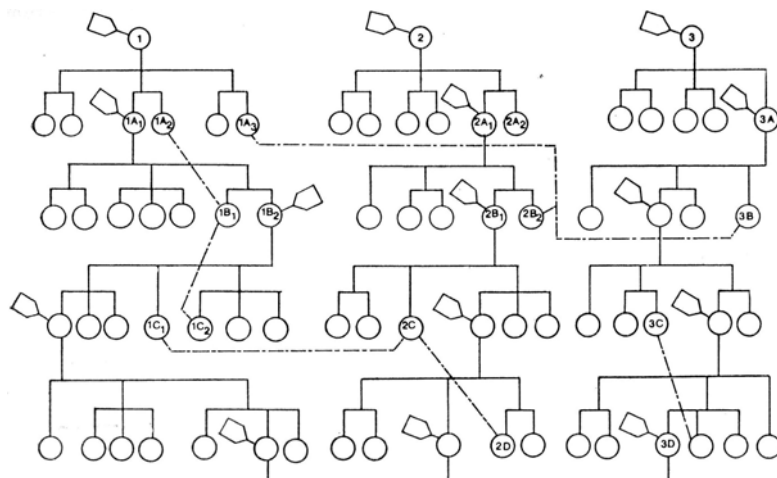 1 2 3
1A₁ 1A₂ 1A₃ 2A₁ 2A₂ 3A
1B₁ 1B₂ 2B₁ 2B₂ 3B
1C₁ 1C₂ 2C 3C
2D 3D